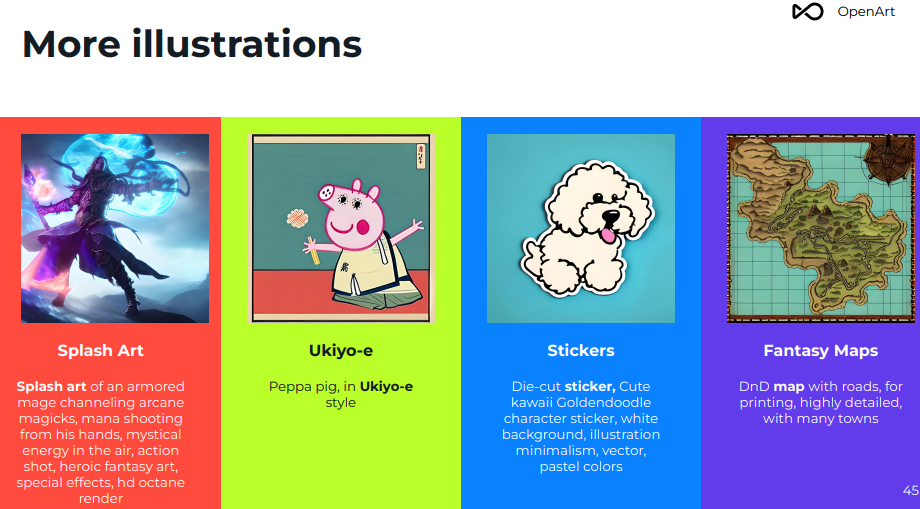 OpenArt
More illustrations
Splash Art
Splash art of an armored
mage channeling arcane
magicks, mana shooting
from his hands, mystical
energy in the air, action
shot, heroic fantasy art,
special effects, hd octane
render
Ukiyo-e
Peppa pig, in Ukiyo-e
style
Stickers
Die-cut sticker, Cute
kawaii Goldendoodle
character sticker, white
background, illustration
minimalism, vector,
pastel colors
Fantasy Maps
DnD map with roads, for
printing, highly detailed,
with many towns
45